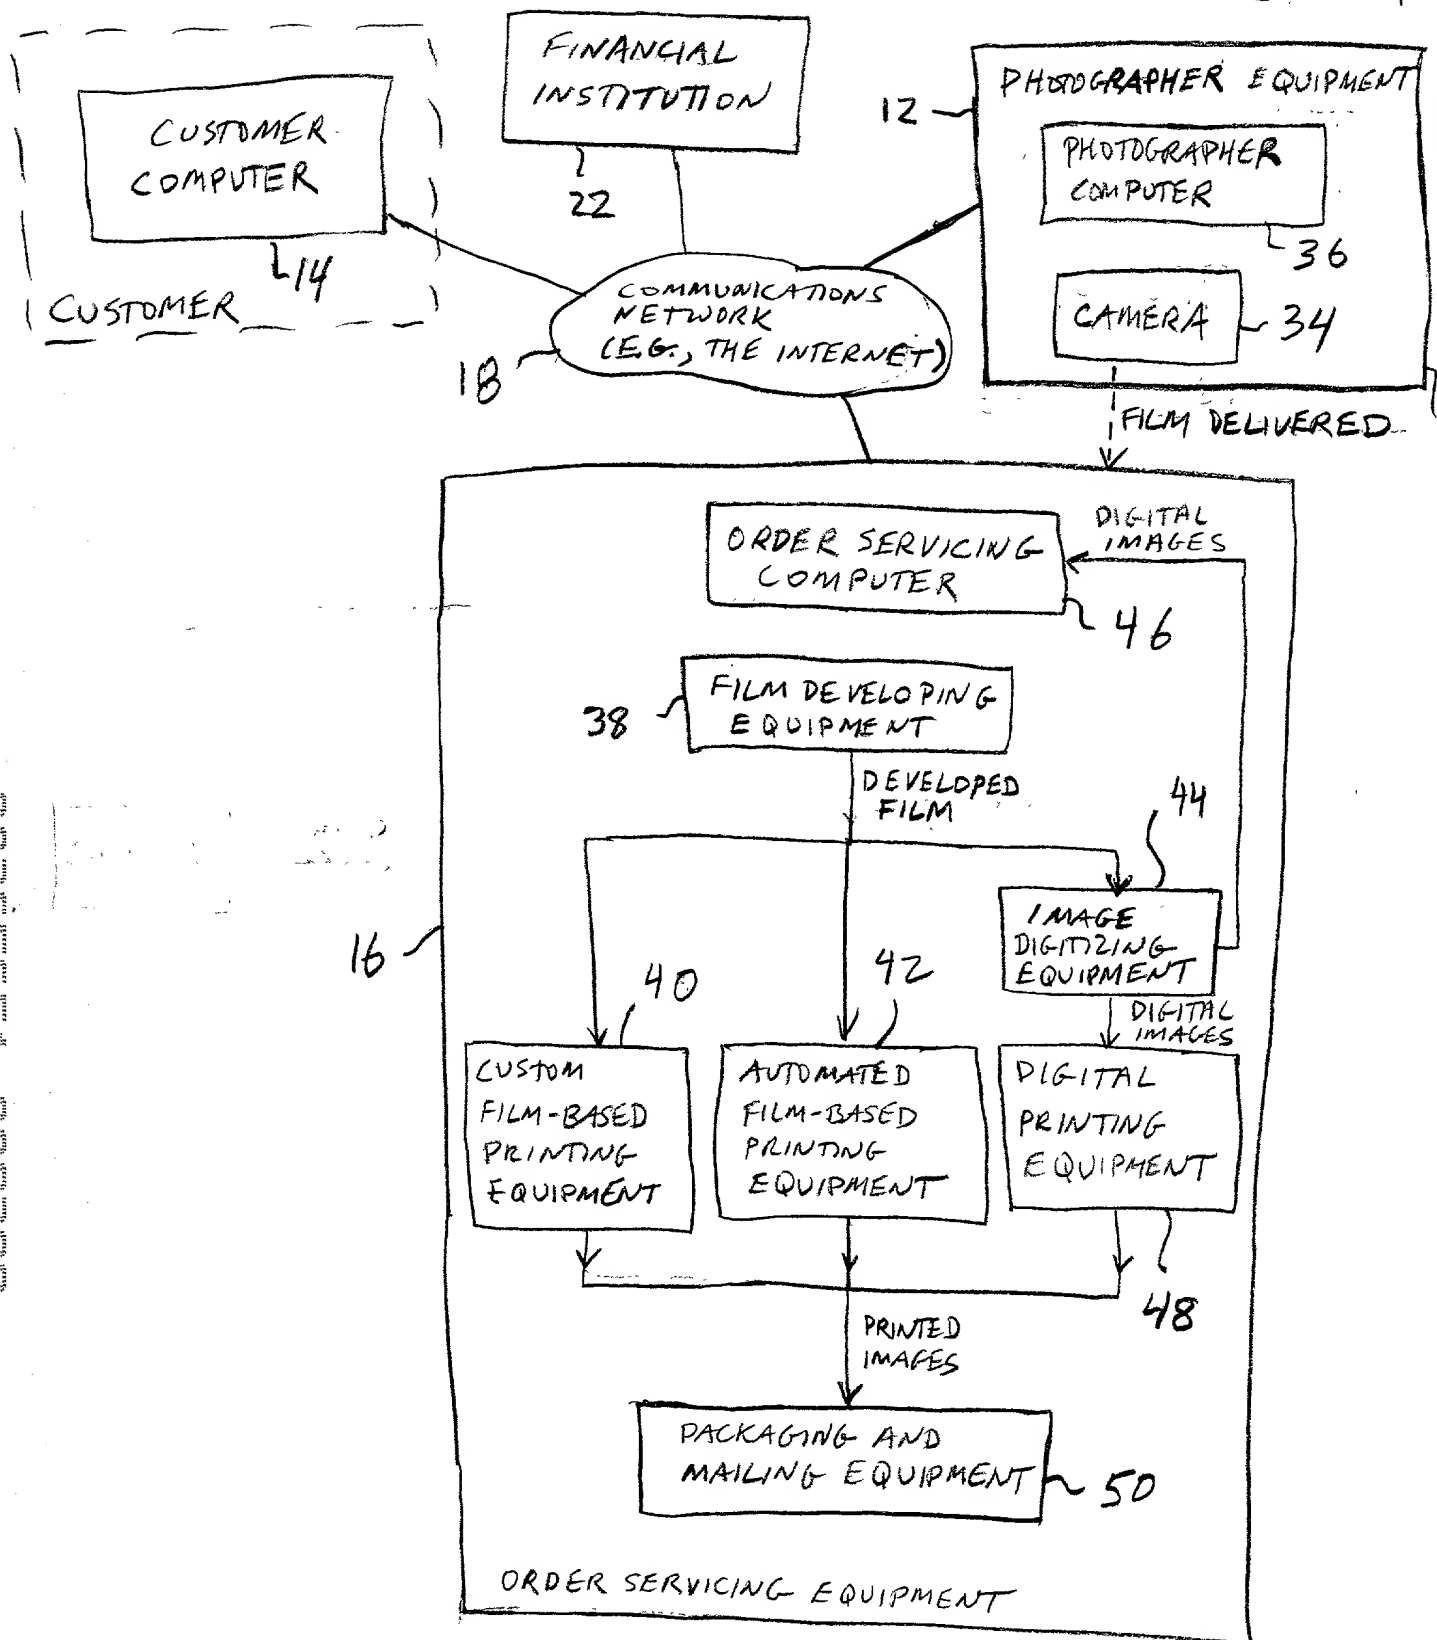 FINANCIAL
INSTITUTION
22
CUSTOMER
COMPUTER
14
CUSTOMER
PHOTOGRAPHER EQUIPMENT
12
PHOTOGRAPHER
COMPUTER
36
CAMERA
34
COMMUNICATIONS
NETWORK
(E.G., THE INTERNET)
18
FILM DELIVERED
ORDER SERVICING
COMPUTER
46
DIGITAL
IMAGES
FILM DEVELOPING
EQUIPMENT
38
DEVELOPED
FILM
44
IMAGE
DIGITIZING
EQUIPMENT
16
40
42
DIGITAL
IMAGES
CUSTOM
FILM-BASED
PRINTING
EQUIPMENT
AUTOMATED
FILM-BASED
PRINTING
EQUIPMENT
DIGITAL
PRINTING
EQUIPMENT
48
PRINTED
IMAGES
PACKAGING AND
MAILING EQUIPMENT
50
ORDER SERVICING EQUIPMENT